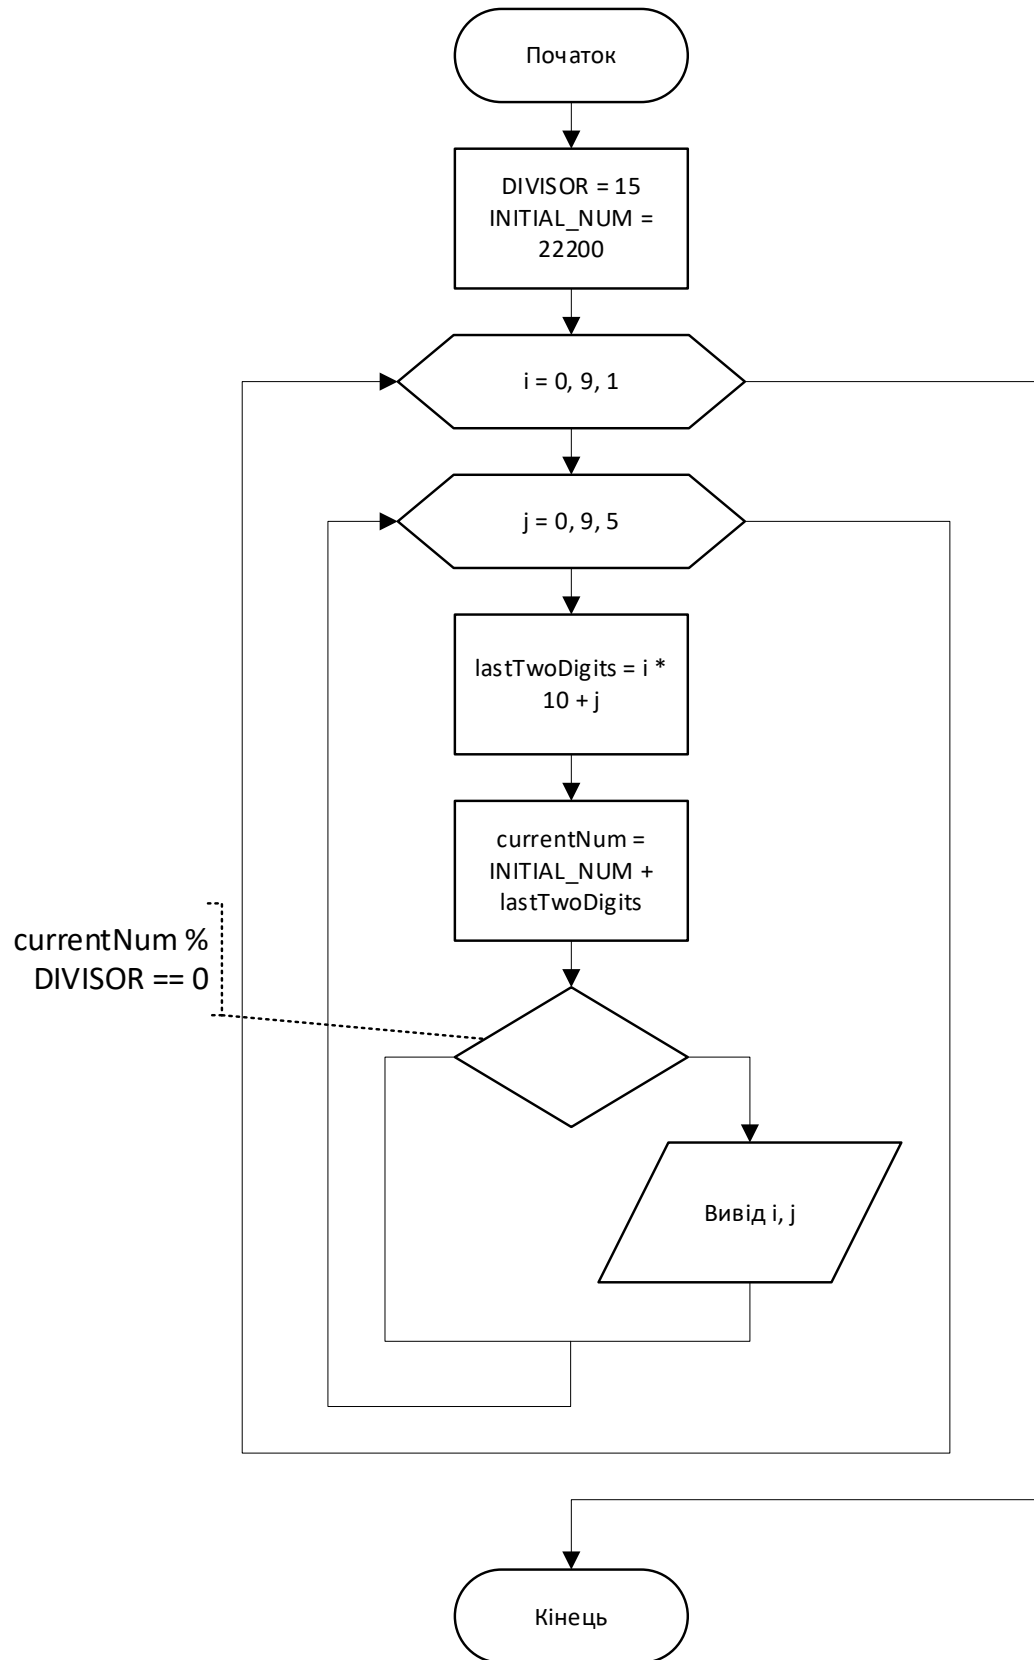 Початок
DIVISOR = 15
INITIAL_NUM =
22200
i = 0, 9, 1
j = 0, 9, 5
lastTwoDigits = i *
10 + j
currentNum =
INITIAL_NUM +
lastTwoDigits
currentNum %
DIVISOR == 0
Вивід i, j
Кінець